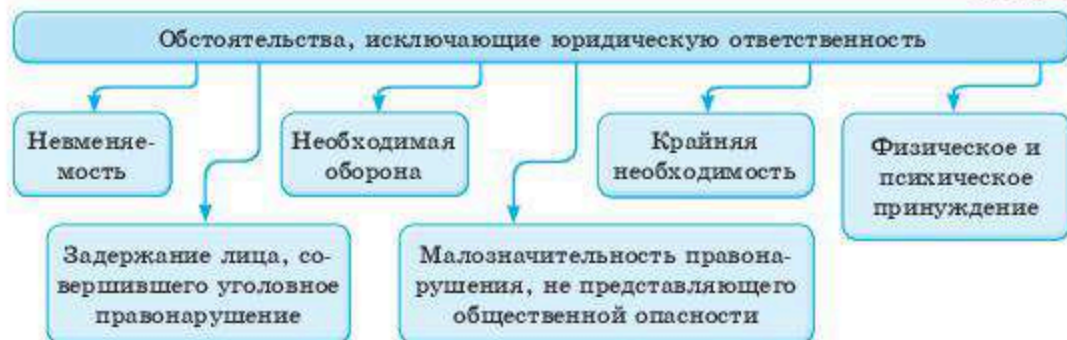 Обстоятельства, исключающие юридическую ответственность
Невменяе-
мость
Необходимая
оборона
Крайняя
необходимость
Физическое и
психическое
принуждение
Задержание лица, со-
вершившего уголовное
правонарушение
Малозначительность правона-
рушения, не представляющего
общественной опасности